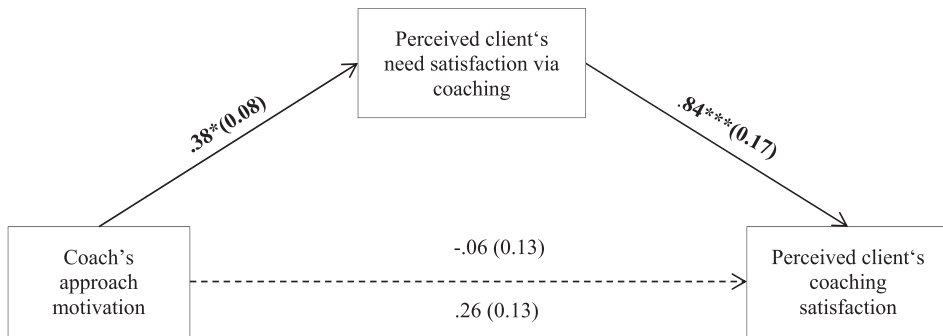 Perceived client‘s
need satisfaction via
coaching
.38*(0.08)
.84***(0.17)
Coach’s
approach
motivation
-.06 (0.13)
.26 (0.13)
Perceived client‘s
coaching
satisfaction